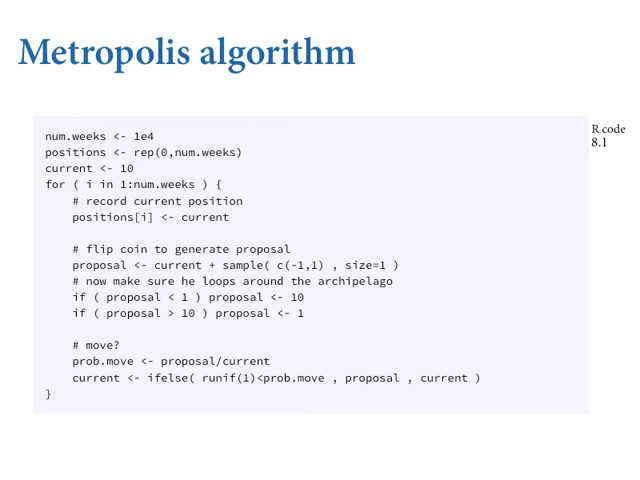 Metropolis algorithm
R code
8.1
num.weeks <- 1e4
positions <- rep(0,num.weeks)
current <- 10
for ( i in 1:num.weeks ) {
    # record current position
    positions[i] <- current

    # flip coin to generate proposal
    proposal <- current + sample( c(-1,1) , size=1 )
    # now make sure he loops around the archipelago
    if ( proposal < 1 ) proposal <- 10
    if ( proposal > 10 ) proposal <- 1

    # move?
    prob.move <- proposal/current
    current <- ifelse( runif(1)<prob.move , proposal , current )
}